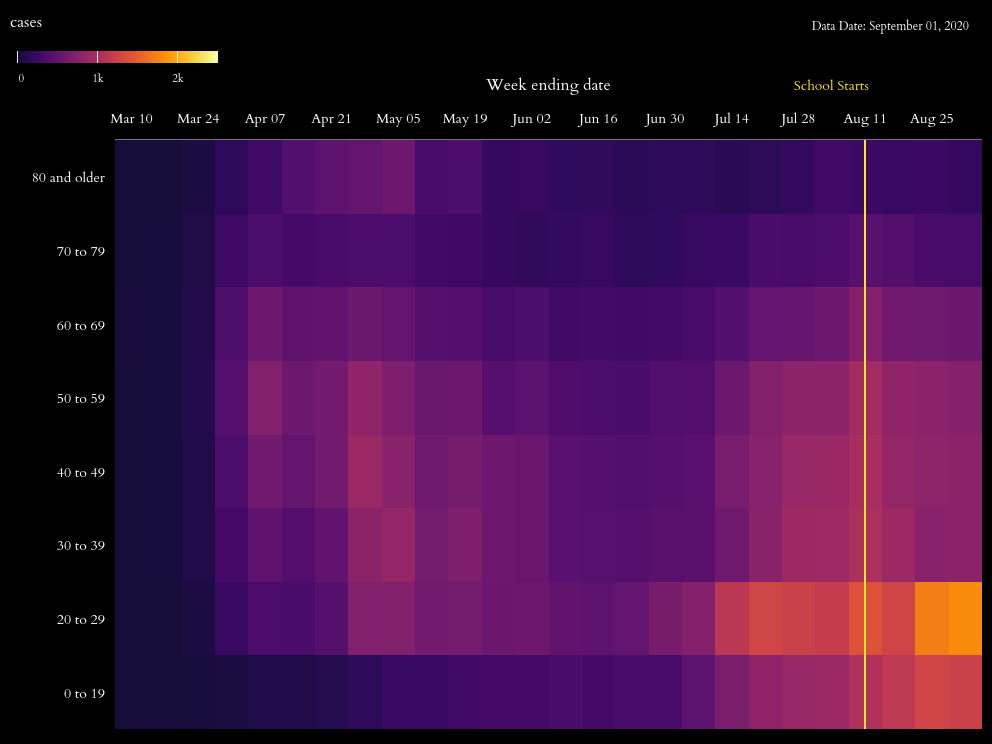 cases
Data Date: September 01, 2020
0 1k 2k
Week ending date
School Starts
Mar 10 Mar 24 Apr 07 Apr 21 May 05 May 19 Jun 02 Jun 16 Jun 30 Jul 14 Jul 28 Aug 11 Aug 25
80 and older
70 to 79
60 to 69
50 to 59
40 to 49
30 to 39
20 to 29
0 to 19